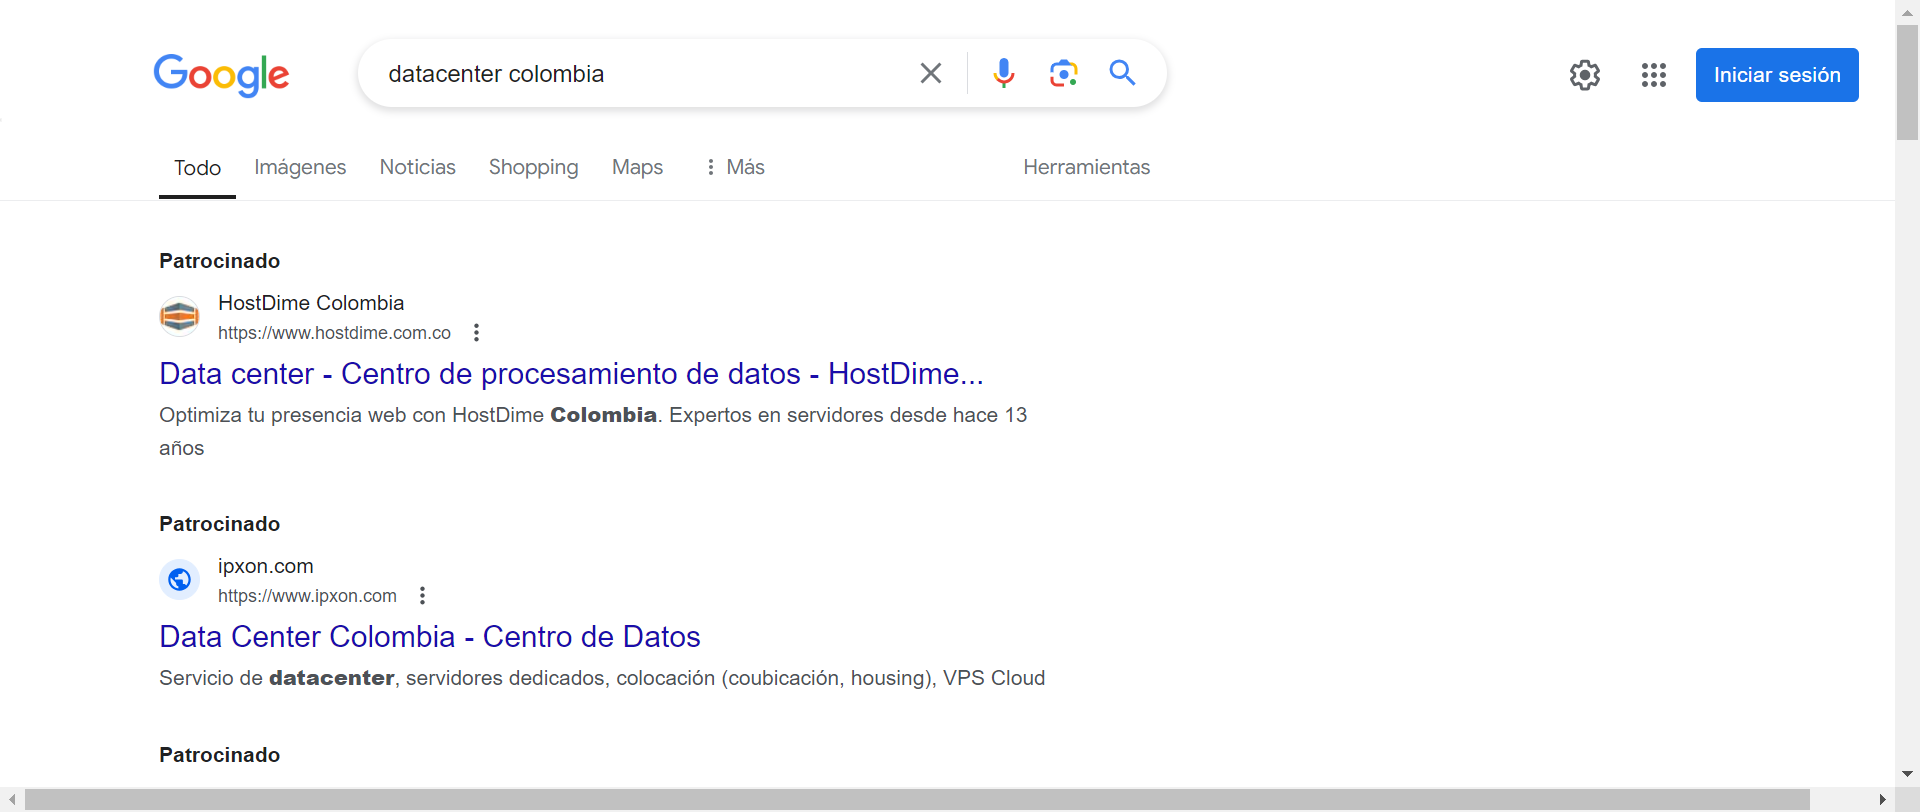 Google
datacenter colombia
Iniciar sesión
Todo
Imágenes
Noticias
Shopping
Maps
Más
Herramientas
Patrocinado
HostDime Colombia
https://www.hostdime.com.co
Data center - Centro de procesamiento de datos - HostDime...
Optimiza tu presencia web con HostDime Colombia. Expertos en servidores desde hace 13
años
Patrocinado
ipxon.com
https://www.ipxon.com
Data Center Colombia - Centro de Datos
Servicio de datacenter, servidores dedicados, colocación (coubicación, housing), VPS Cloud
Patrocinado